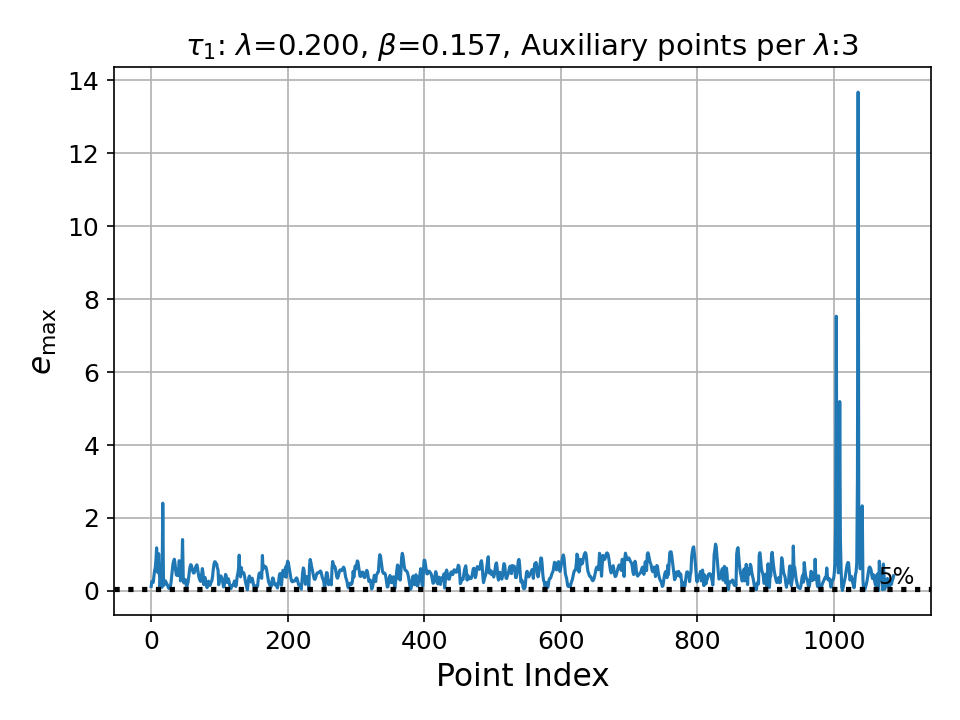 τ₁: λ=0.200, β=0.157, Auxiliary points per λ:3
14
12
10
8
6
4
2
0
e_max
5%
0 200 400 600 800 1000
Point Index